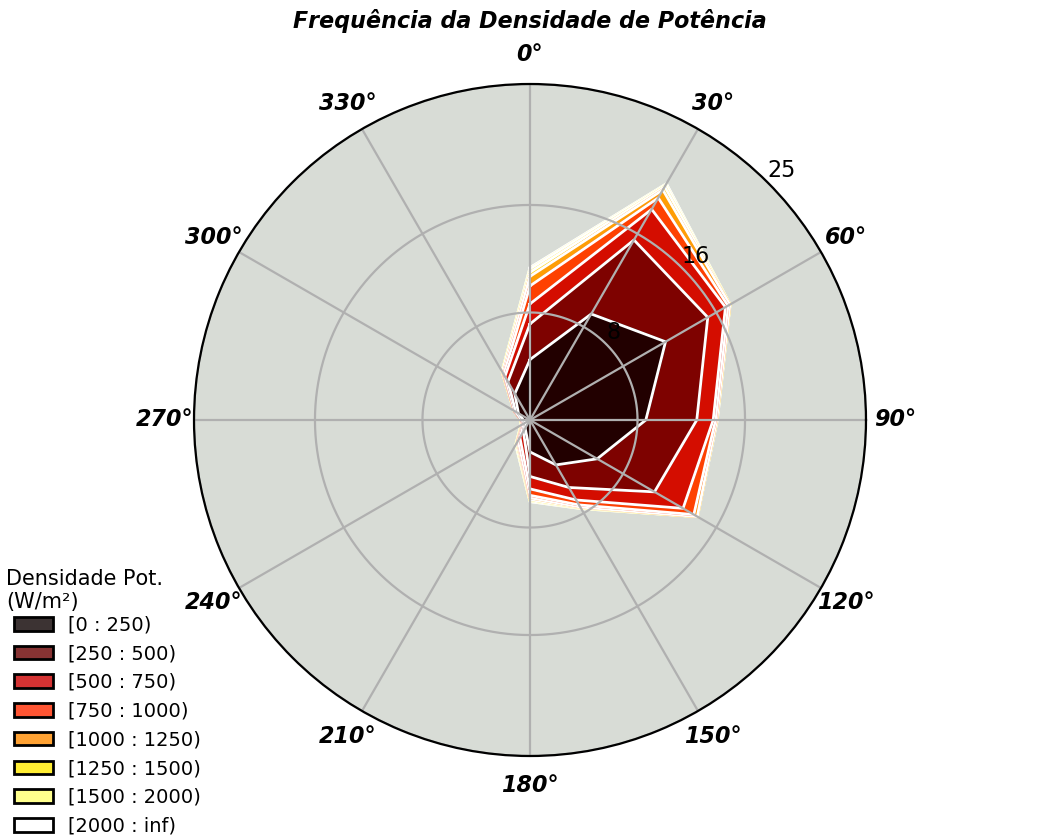 Frequência da Densidade de Potência
0°
330°
30°
25
300°
60°
16
8
270°
90°
240°
120°
210°
150°
180°
Densidade Pot.
(W/m²)
[0 : 250)
[250 : 500)
[500 : 750)
[750 : 1000)
[1000 : 1250)
[1250 : 1500)
[1500 : 2000)
[2000 : inf)